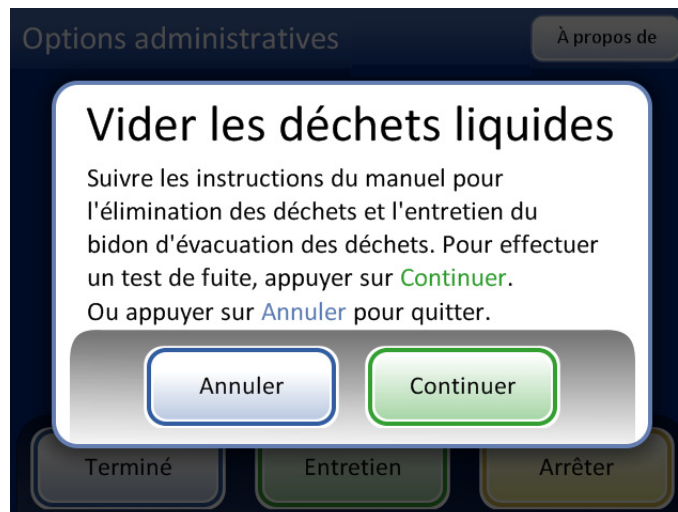 Options administratives
À propos de
Vider les déchets liquides
Suivre les instructions du manuel pour
l'élimination des déchets et l'entretien du
bidon d'évacuation des déchets. Pour effectuer
un test de fuite, appuyer sur Continuer.
Ou appuyer sur Annuler pour quitter.
Annuler
Continuer
Terminé
Entretien
Arrêter